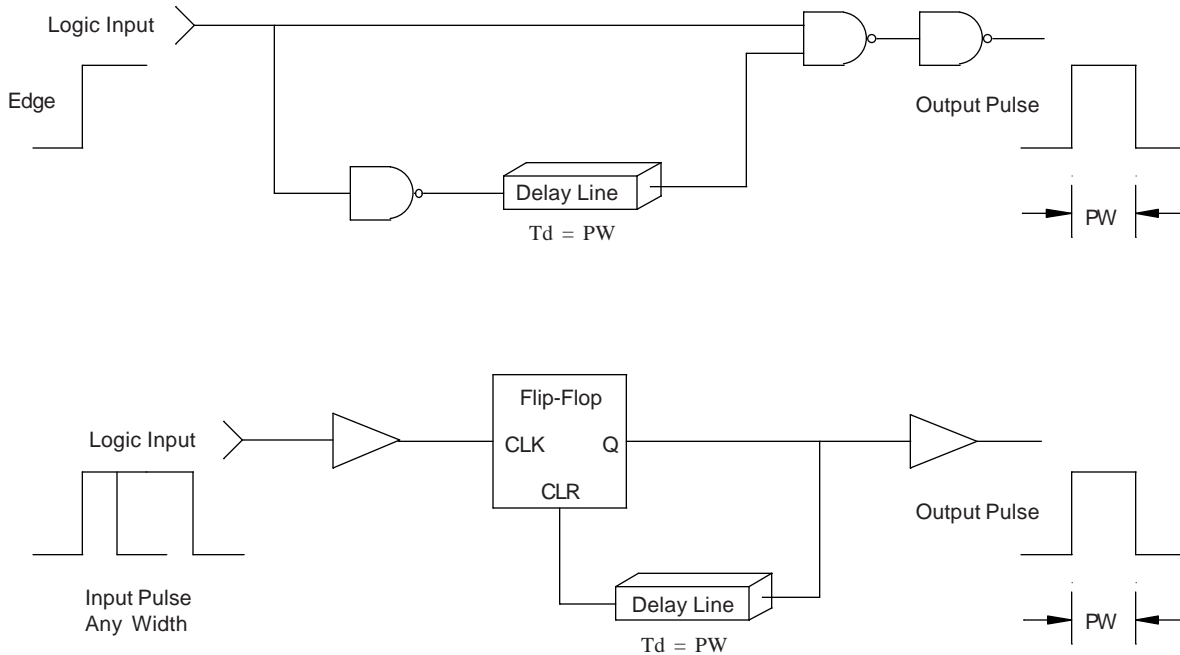 Logic Input
Edge
Output Pulse
Delay Line
Td = PW
PW
Flip-Flop
Logic Input
CLK Q
CLR
Output Pulse
Input Pulse
Any Width
Delay Line
Td = PW
PW